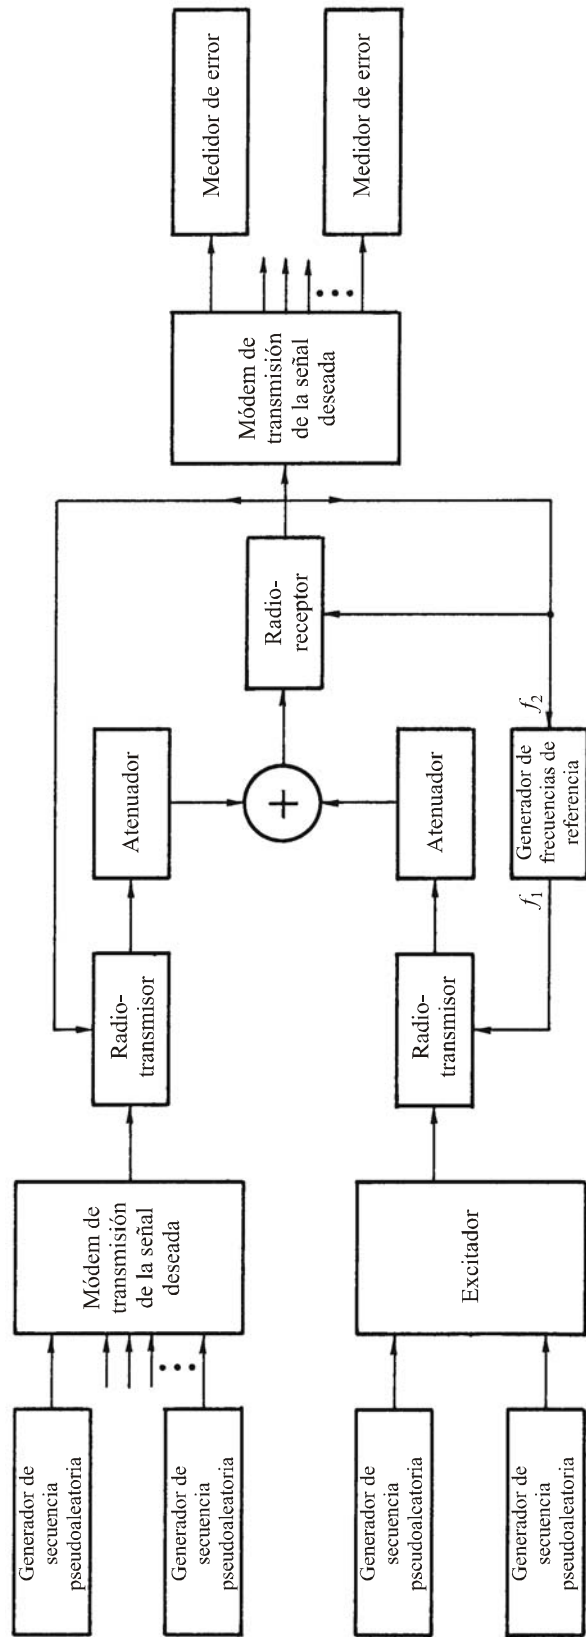 Generador de
secuencia
pseudoaleatoria
Generador de
secuencia
pseudoaleatoria
Módem de
transmisión
de la señal
deseada
Radio-
transmisor
Atenuador
+
Radio-
receptor
Módem de
transmisión
de la señal
deseada
Medidor de error
Medidor de error
Generador de
secuencia
pseudoaleatoria
Generador de
secuencia
pseudoaleatoria
Excitador
Radio-
transmisor
Atenuador
f1
Generador de
frecuencias de
referencia
f2